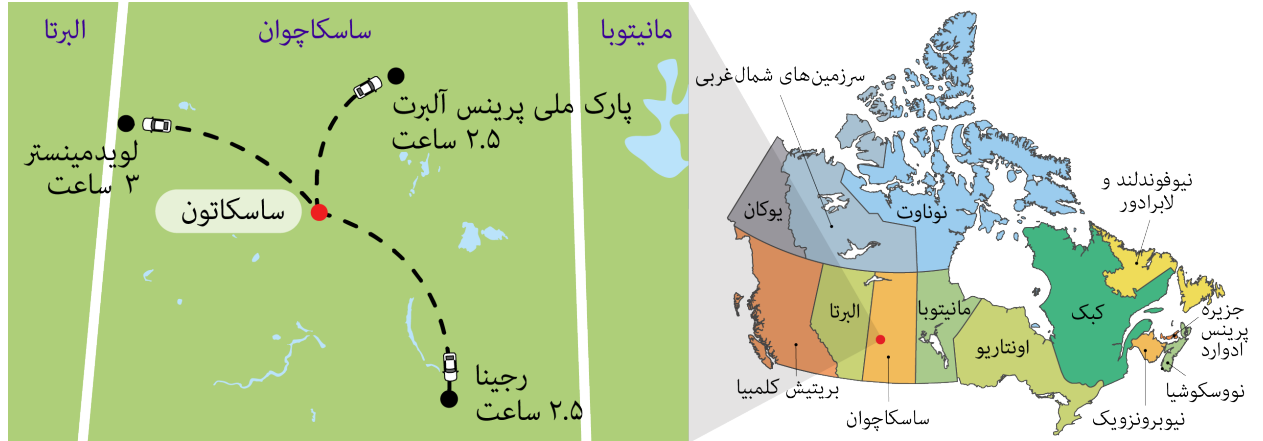 مانیتوبا
ساسکاچوان
البرتا
پارک ملی پرینس آلبرت
۲.۵ ساعت
لویدمینستر
۳ ساعت
ساسکاتون
رجینا
۲.۵ ساعت
سرزمین‌های شمال‌غربی
نیوفوندلند و
لابرادور
نوناوت
یوکان
جزیره
پرینس
ادوارد
کبک
مانیتوبا
البرتا
اونتاریو
نووسکوشیا
بریتیش کلمبیا
نیوبرونزویک
ساسکاچوان